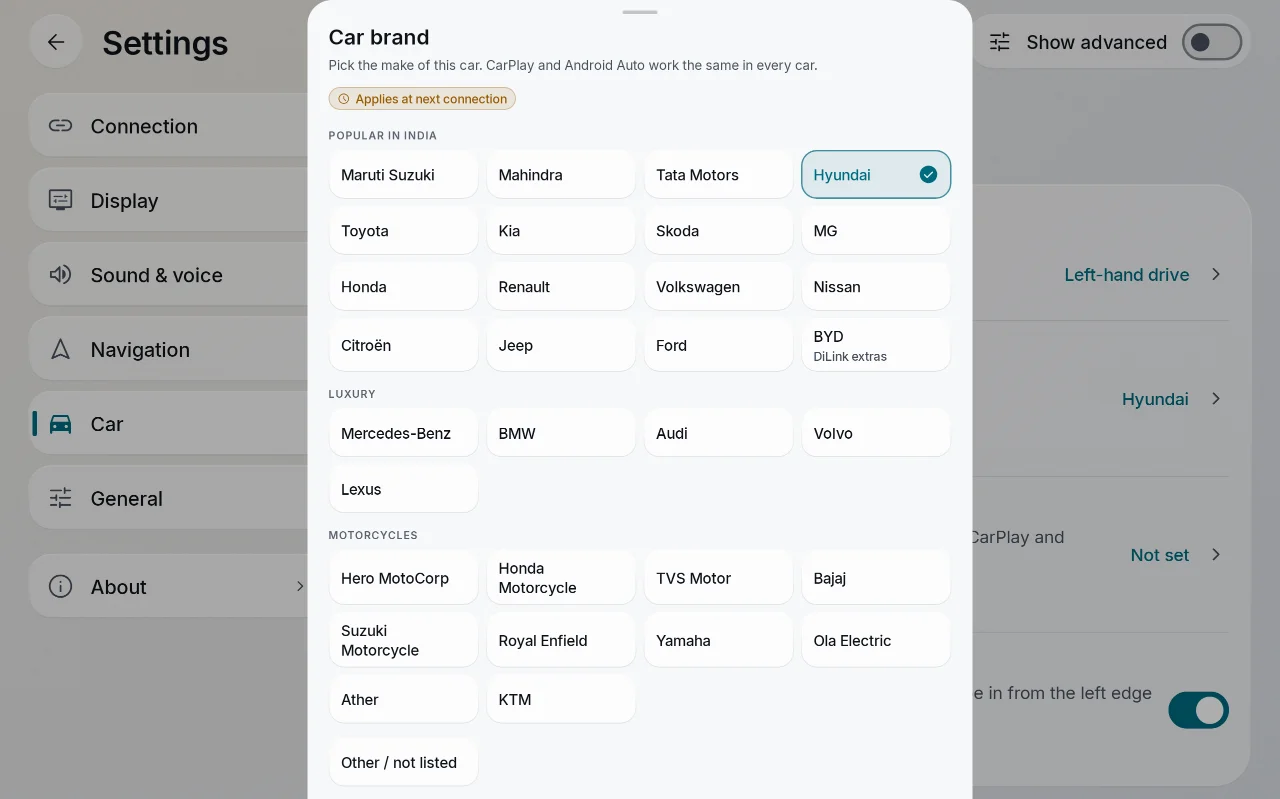 Settings
Show advanced
Connection
Display
Sound & voice
Navigation
Car
General
About
Car brand
Pick the make of this car. CarPlay and Android Auto work the same in every car.
Applies at next connection
POPULAR IN INDIA
Maruti Suzuki
Mahindra
Tata Motors
Hyundai
Toyota
Kia
Skoda
MG
Honda
Renault
Volkswagen
Nissan
Citroën
Jeep
Ford
BYD
DiLink extras
LUXURY
Mercedes-Benz
BMW
Audi
Volvo
Lexus
MOTORCYCLES
Hero MotoCorp
Honda
Motorcycle
TVS Motor
Bajaj
Suzuki
Motorcycle
Royal Enfield
Yamaha
Ola Electric
Ather
KTM
Other / not listed
Left-hand drive
Hyundai
CarPlay and
Not set
in from the left edge